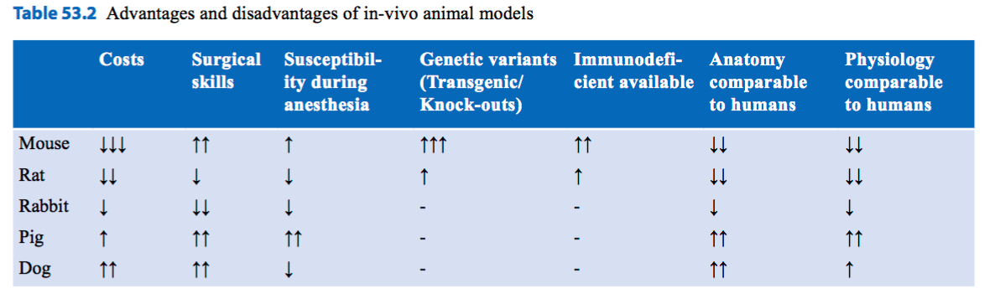 Table 53.2 Advantages and disadvantages of in-vivo animal models
Costs Surgical skills Susceptibil-ity during anesthesia Genetic variants (Transgenic/ Knock-outs) Immunodefi-cient available Anatomy comparable to humans Physiology comparable to humans
Mouse ↓↓↓ ↑↑ ↑ ↑↑↑ ↑↑ ↓↓ ↓↓
Rat ↓↓ ↓ ↓ ↑ ↑ ↓↓ ↓↓
Rabbit ↓ ↓↓ ↓ - - ↓ ↓
Pig ↑ ↑↑ ↑↑ - - ↑↑ ↑↑
Dog ↑↑ ↑↑ ↓ - - ↑↑ ↑